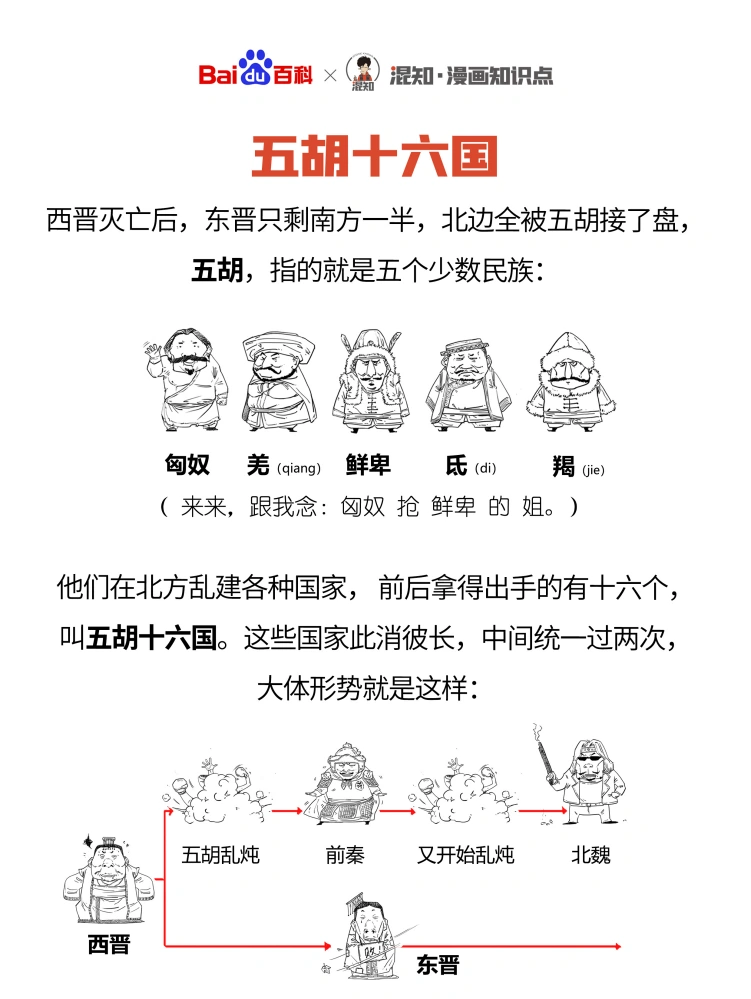 Bai du 百科 × 混知 混知·漫画知识点
五胡十六国
西晋灭亡后，东晋只剩南方一半，北边全被五胡接了盘，
五胡，指的就是五个少数民族：
匈奴 羌（qiang） 鲜卑 氐（di） 羯（jie）
（ 来来，跟我念：匈奴 抢 鲜卑 的 姐。）
他们在北方乱建各种国家， 前后拿得出手的有十六个，
叫五胡十六国。这些国家此消彼长，中间统一过两次，
大体形势就是这样：
五胡乱炖 前秦 又开始乱炖 北魏
西晋
东晋